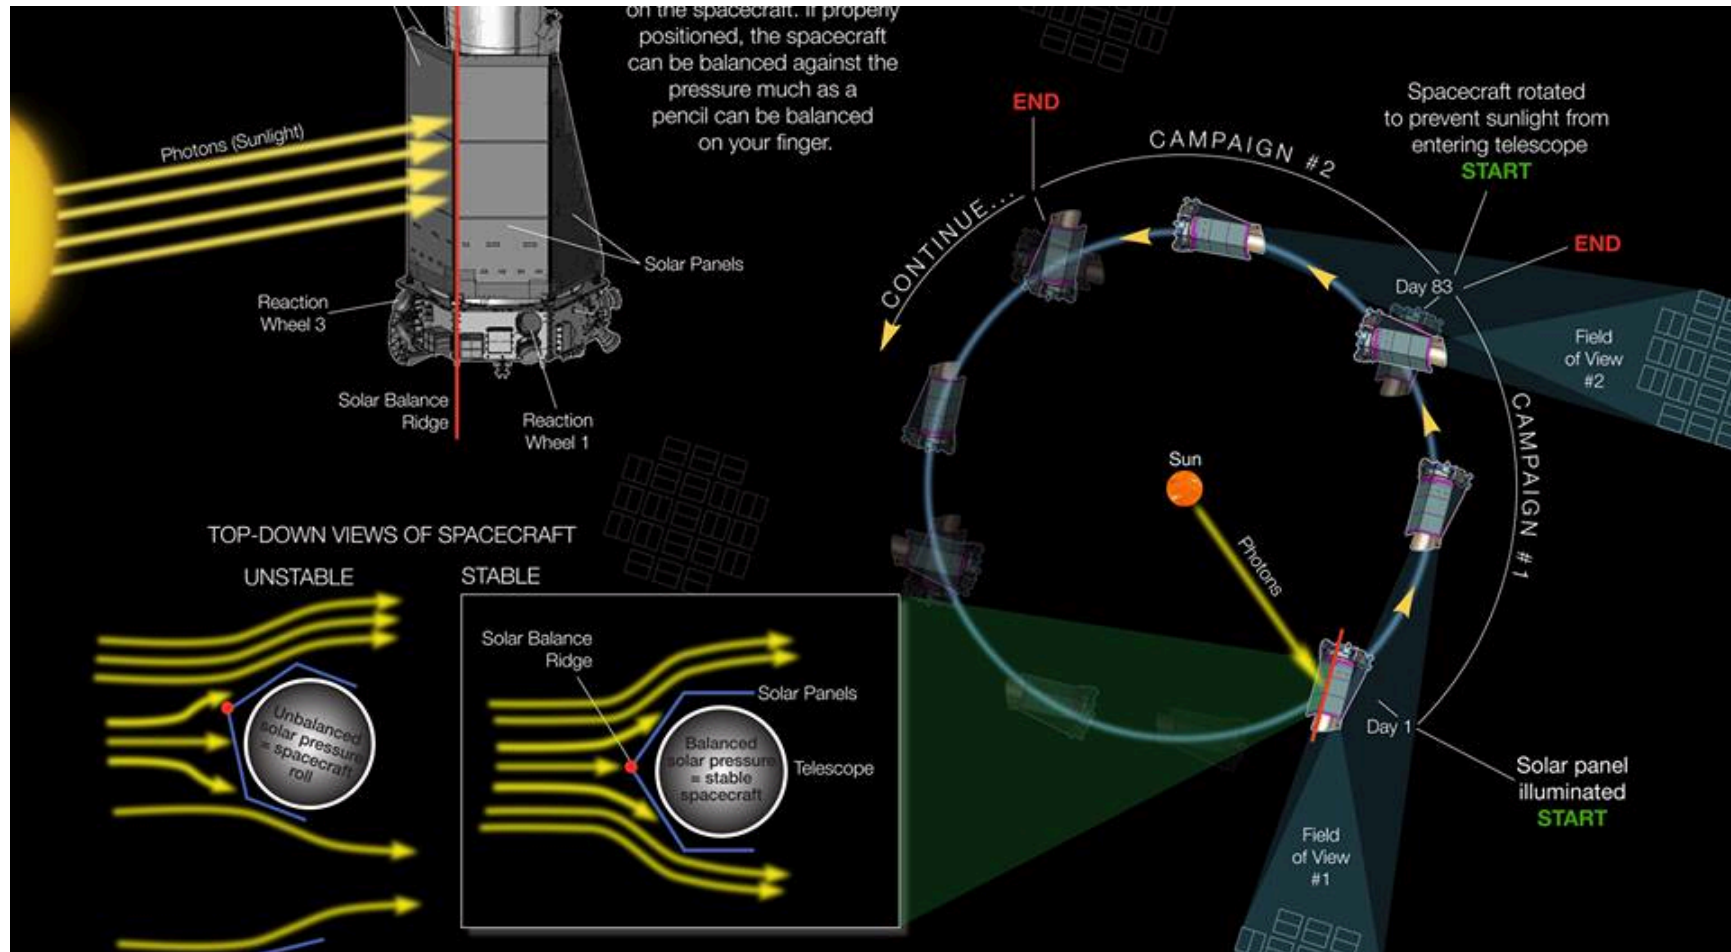 on the spacecraft. If properly
positioned, the spacecraft
can be balanced against the
pressure much as a
pencil can be balanced
on your finger.
Photons (Sunlight)
Solar Panels
Reaction
Wheel 3
Solar Balance
Ridge
Reaction
Wheel 1
END
CAMPAIGN #2
CONTINUE...
Spacecraft rotated
to prevent sunlight from
entering telescope
START
END
Day 83
Field
of View
#2
CAMPAIGN #1
Sun
Photons
Day 1
Solar panel
illuminated
START
Field
of View
#1
TOP-DOWN VIEWS OF SPACECRAFT
UNSTABLE
STABLE
Unbalanced
solar pressure
= spacecraft
roll
Solar Balance
Ridge
Solar Panels
Balanced
solar pressure
= stable
spacecraft
Telescope